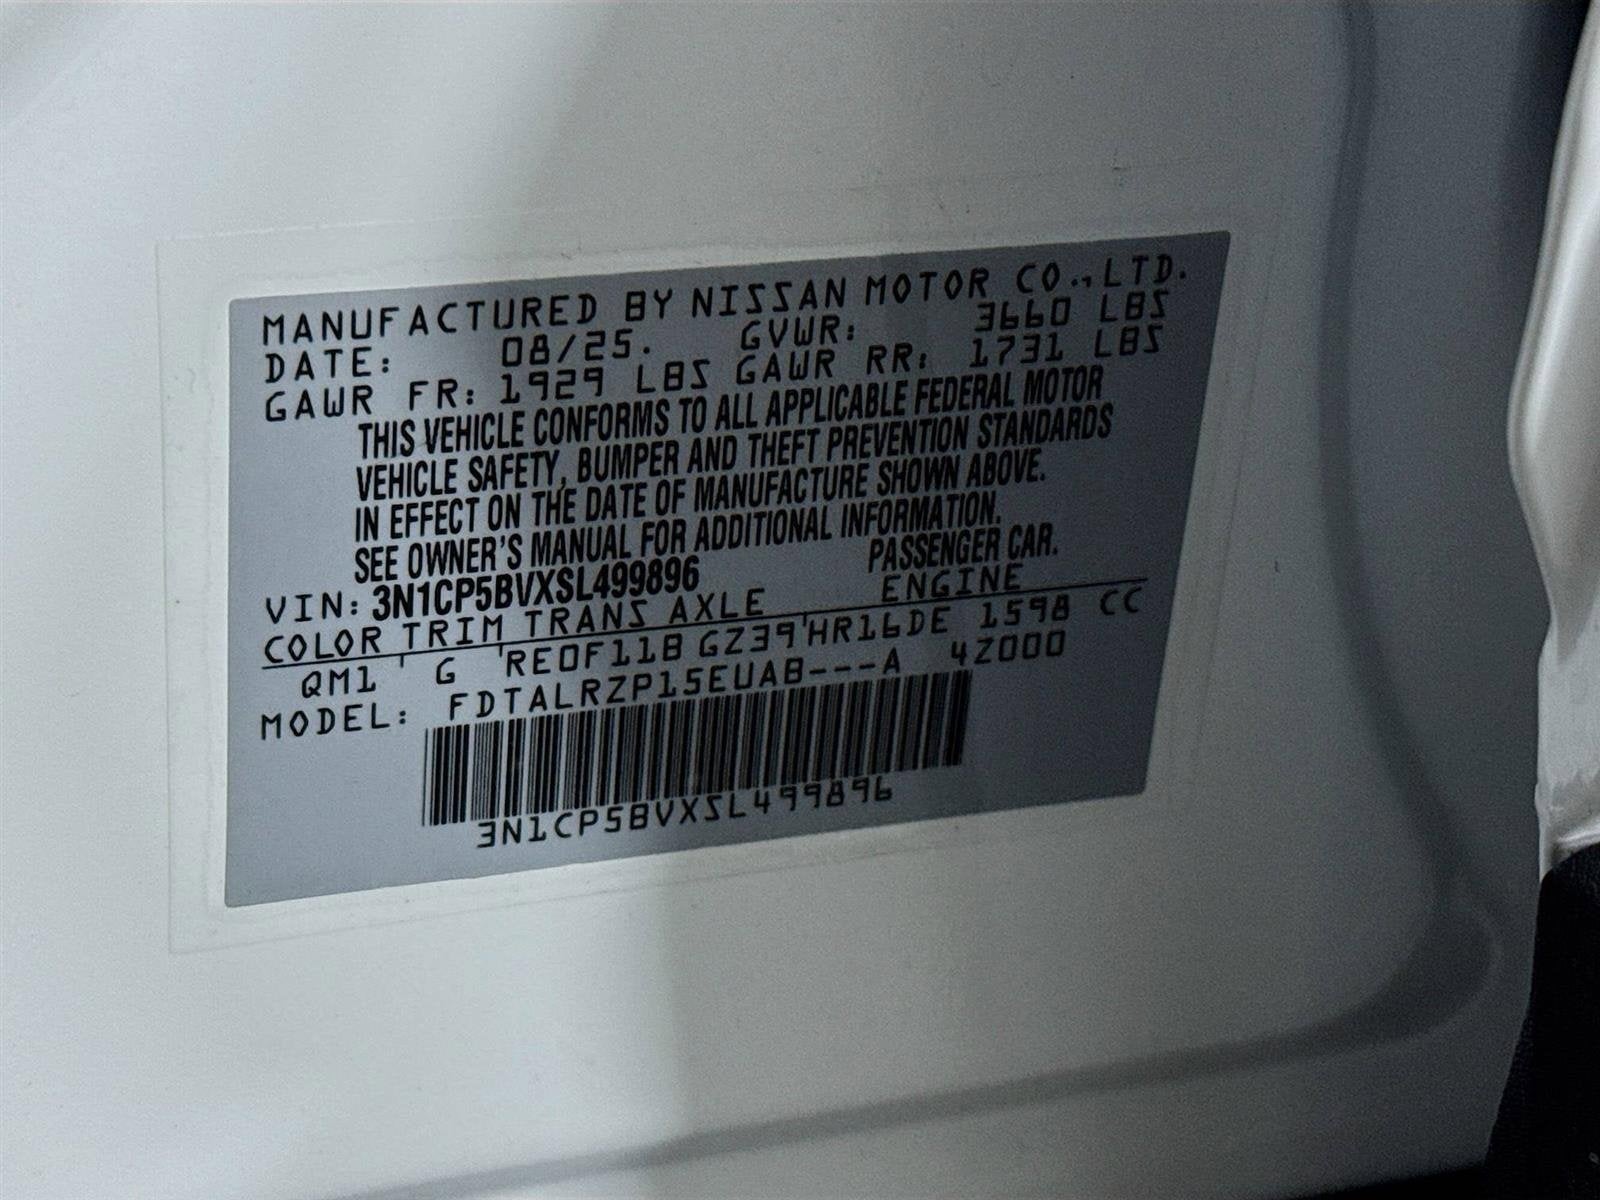 MANUFACTURED BY NISSAN MOTOR CO., LTD.
DATE: 08/25. GVWR: 3660 LBS
GAWR FR: 1929 LBS GAWR RR: 1731 LBS
THIS VEHICLE CONFORMS TO ALL APPLICABLE FEDERAL MOTOR
VEHICLE SAFETY, BUMPER AND THEFT PREVENTION STANDARDS
IN EFFECT ON THE DATE OF MANUFACTURE SHOWN ABOVE.
SEE OWNER'S MANUAL FOR ADDITIONAL INFORMATION.
VIN: 3N1CP5BVXSL499896 PASSENGER CAR.
COLOR TRIM TRANS AXLE ENGINE
QM1 G RE0F11B GZ39 HR16DE 1598 CC
MODEL: FDTALRZP15EUAB---A 4Z000
3N1CP5BVXSL499896